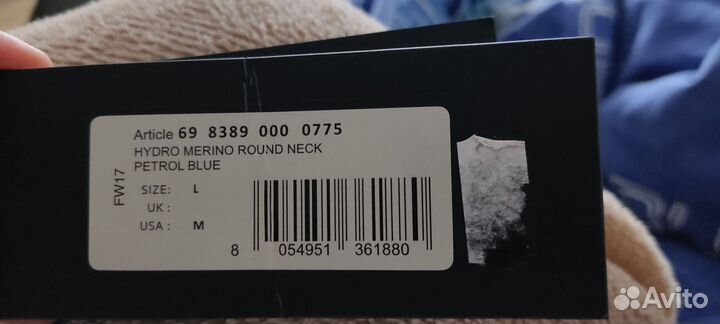 Article 69 8389 000 0775
HYDRO MERINO ROUND NECK
PETROL BLUE
FW17
SIZE: L
UK :
USA : M
8 054951 361880
Avito